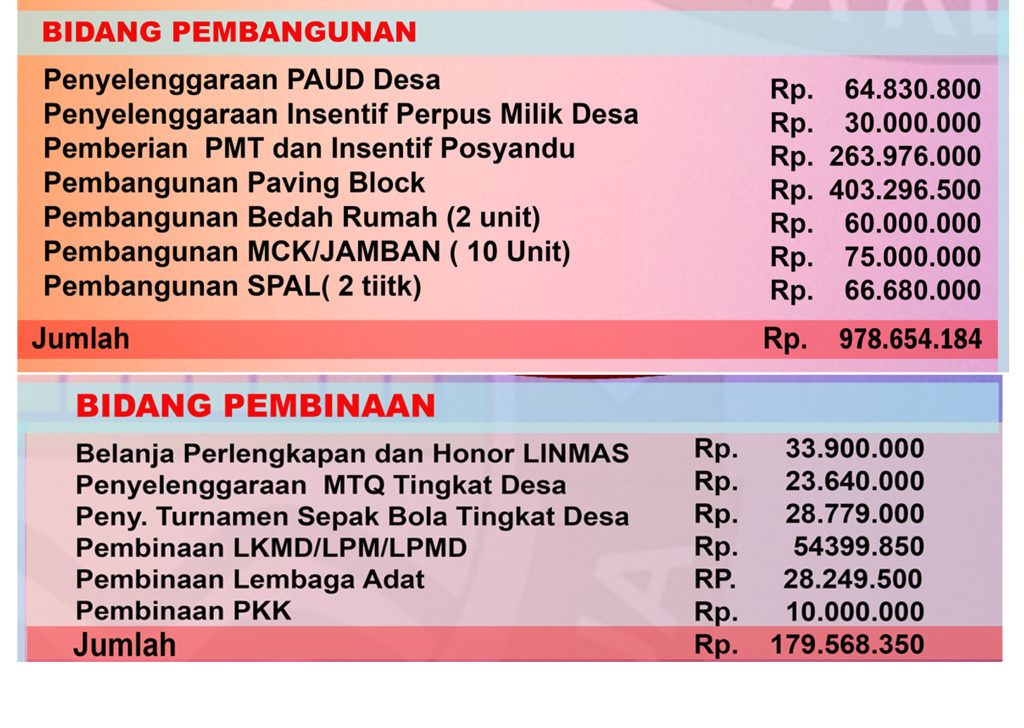 BIDANG PEMBANGUNAN
Penyelenggaraan PAUD Desa Rp. 64.830.800
Penyelenggaraan Insentif Perpus Milik Desa Rp. 30.000.000
Pemberian PMT dan Insentif Posyandu Rp. 263.976.000
Pembangunan Paving Block Rp. 403.296.500
Pembangunan Bedah Rumah (2 unit) Rp. 60.000.000
Pembangunan MCK/JAMBAN ( 10 Unit) Rp. 75.000.000
Pembangunan SPAL( 2 tiitk) Rp. 66.680.000
Jumlah Rp. 978.654.184
BIDANG PEMBINAAN
Belanja Perlengkapan dan Honor LINMAS Rp. 33.900.000
Penyelenggaraan MTQ Tingkat Desa Rp. 23.640.000
Peny. Turnamen Sepak Bola Tingkat Desa Rp. 28.779.000
Pembinaan LKMD/LPM/LPMD Rp. 54399.850
Pembinaan Lembaga Adat RP. 28.249.500
Pembinaan PKK Rp. 10.000.000
Jumlah Rp. 179.568.350